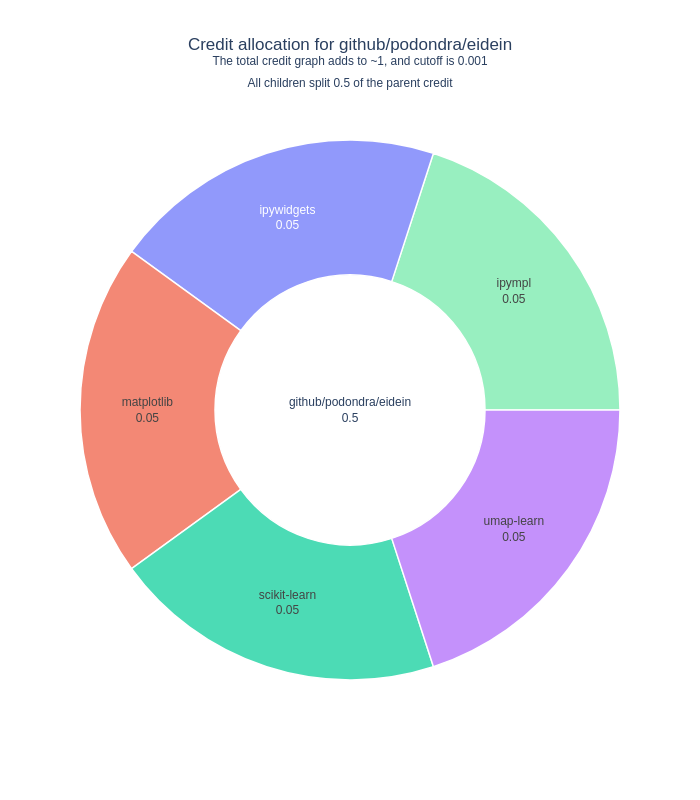 Credit allocation for github/podondra/eidein
The total credit graph adds to ~1, and cutoff is 0.001
All children split 0.5 of the parent credit
ipywidgets
0.05
ipympl
0.05
matplotlib
0.05
github/podondra/eidein
0.5
umap-learn
0.05
scikit-learn
0.05